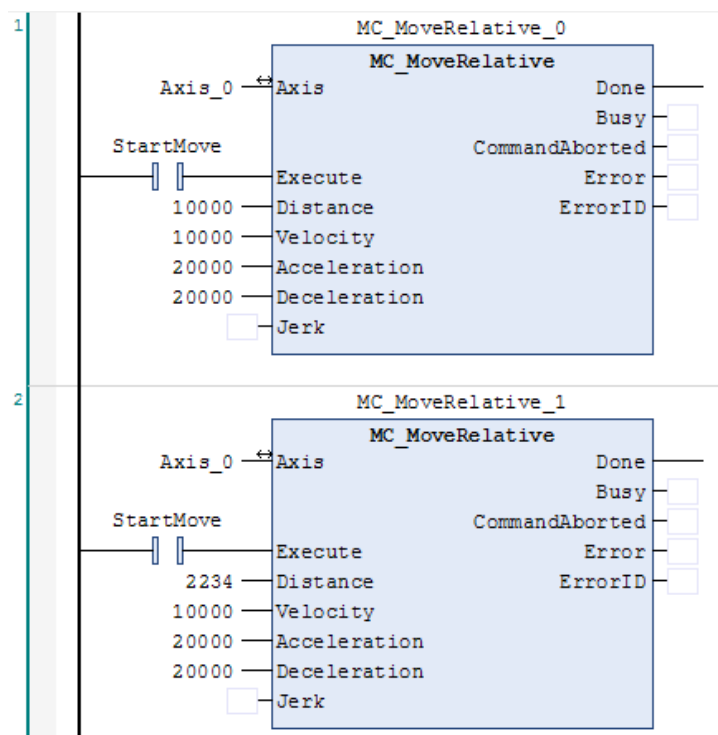 1
MC_MoveRelative_0
MC_MoveRelative
Axis_0 Axis Done
Busy
StartMove CommandAborted
Execute Error
10000 Distance ErrorID
10000 Velocity
20000 Acceleration
20000 Deceleration
Jerk
2
MC_MoveRelative_1
MC_MoveRelative
Axis_0 Axis Done
Busy
StartMove CommandAborted
Execute Error
2234 Distance ErrorID
10000 Velocity
20000 Acceleration
20000 Deceleration
Jerk